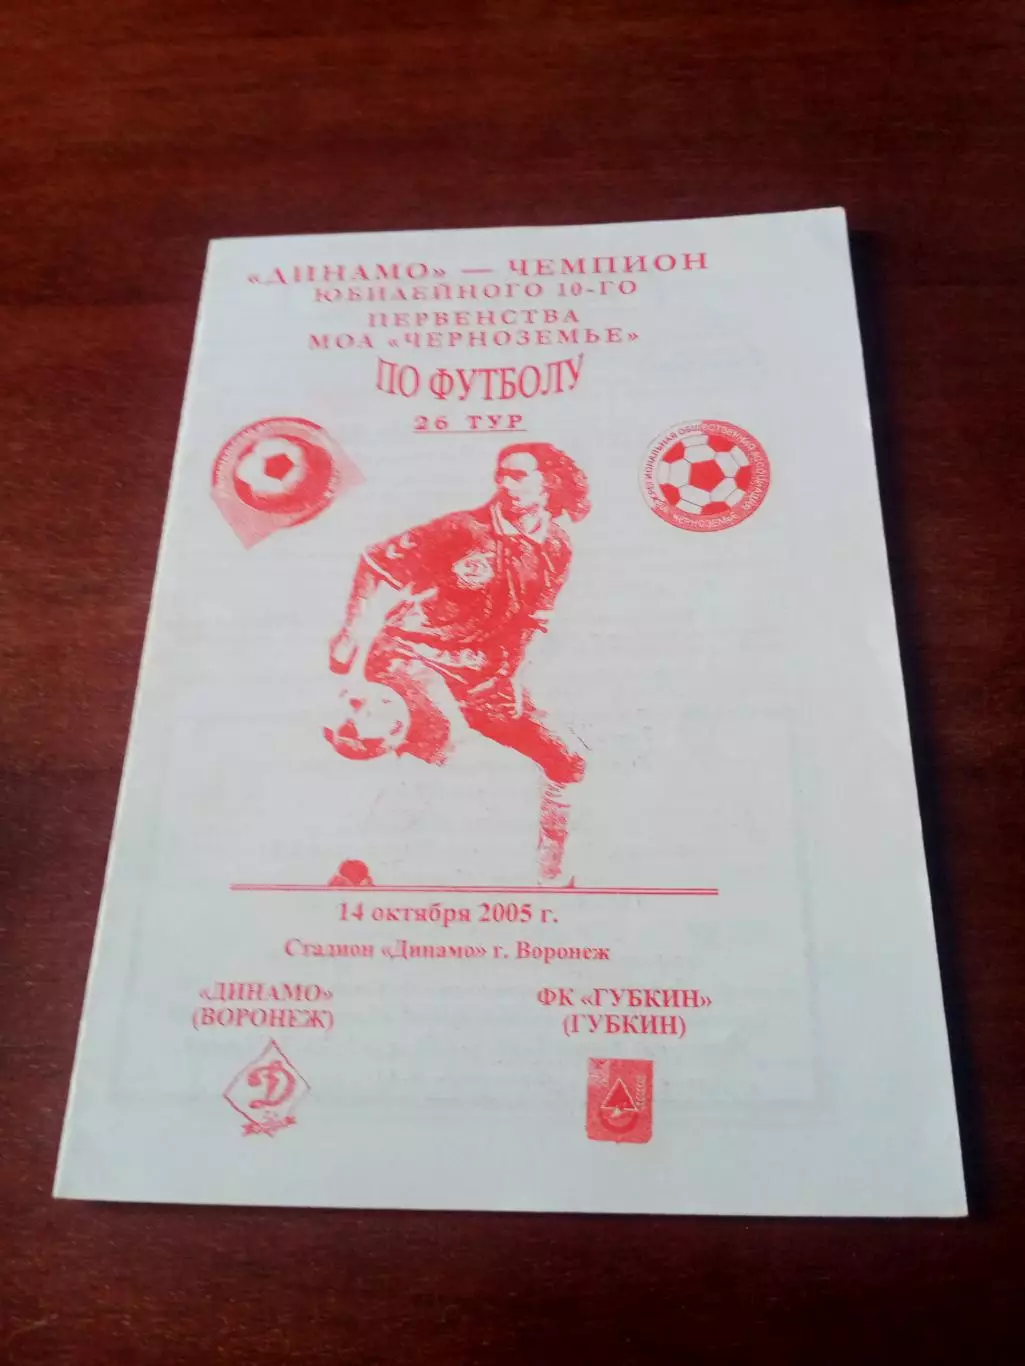 «ДИНАМО» — ЧЕМПИОН
ЮБИЛЕЙНОГО 10-ГО
ПЕРВЕНСТВА
МОА «ЧЕРНОЗЕМЬЕ»
ПО ФУТБОЛУ
26 ТУР
14 октября 2005 г.
Стадион «Динамо» г. Воронеж
«ДИНАМО»
(ВОРОНЕЖ)
ФК «ГУБКИН»
(ГУБКИН)
Д